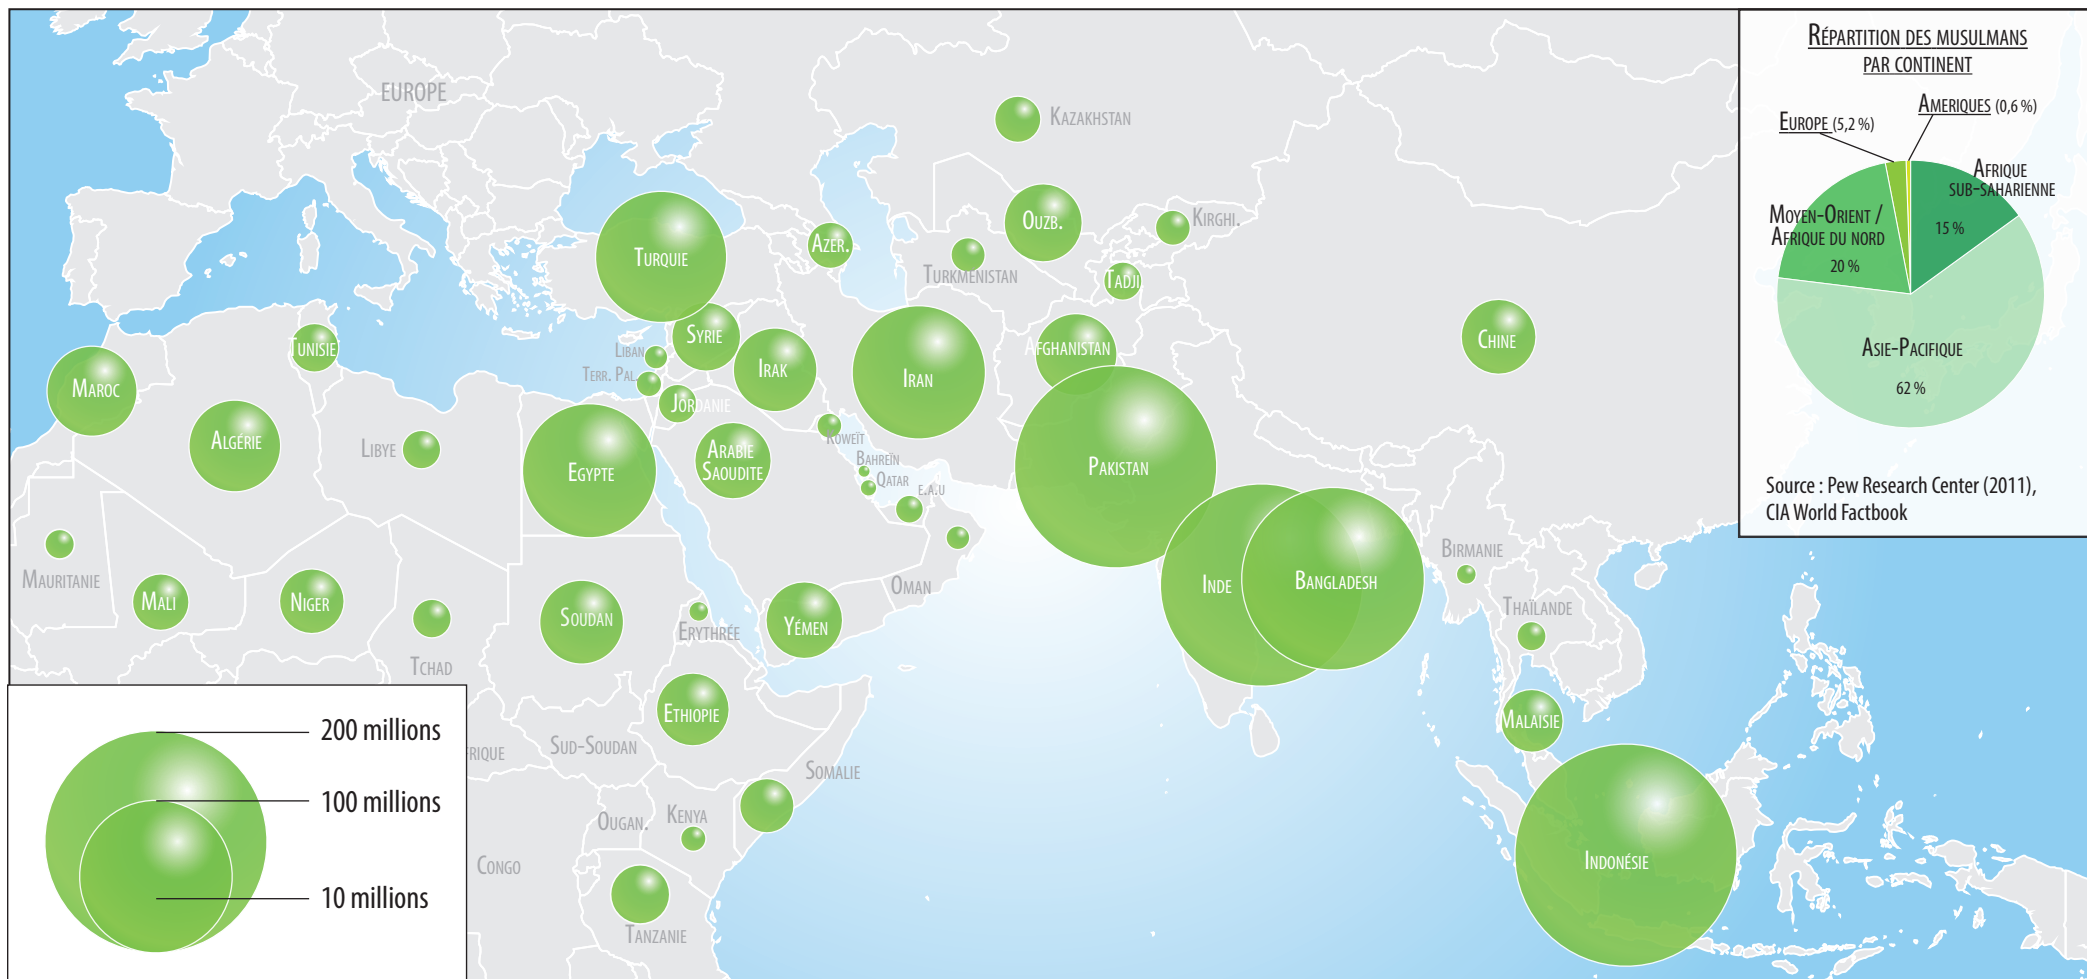 RÉPARTITION DES MUSULMANS
PAR CONTINENT
AMERIQUES (0,6 %)
EUROPE (5,2 %)
AFRIQUE
SUB-SAHARIENNE
15 %
MOYEN-ORIENT /
AFRIQUE DU NORD
20 %
ASIE-PACIFIQUE
62 %
Source : Pew Research Center (2011),
CIA World Factbook
EUROPE
KAZAKHSTAN
OUZB.
KIRGHI.
AZER.
TURQUIE
TURKMENISTAN
TADJI
SYRIE
LIBAN
TERR. PAL.
IRAK
IRAN
AFGHANISTAN
CHINE
TUNISIE
MAROC
JORDANIE
ALGÉRIE
LIBYE
EGYPTE
ARABIE
SAOUDITE
KOWEÏT
BAHREÏN
QATAR
E.A.U
PAKISTAN
INDE
BANGLADESH
BIRMANIE
MAURITANIE
MALI
NIGER
TCHAD
SOUDAN
ERYTHRÉE
YÉMEN
OMAN
THAÏLANDE
ETHIOPIE
MALAISIE
FRIQUE
SUD-SOUDAN
SOMALIE
OUGAN.
KENYA
CONGO
TANZANIE
INDONÉSIE
200 millions
100 millions
10 millions